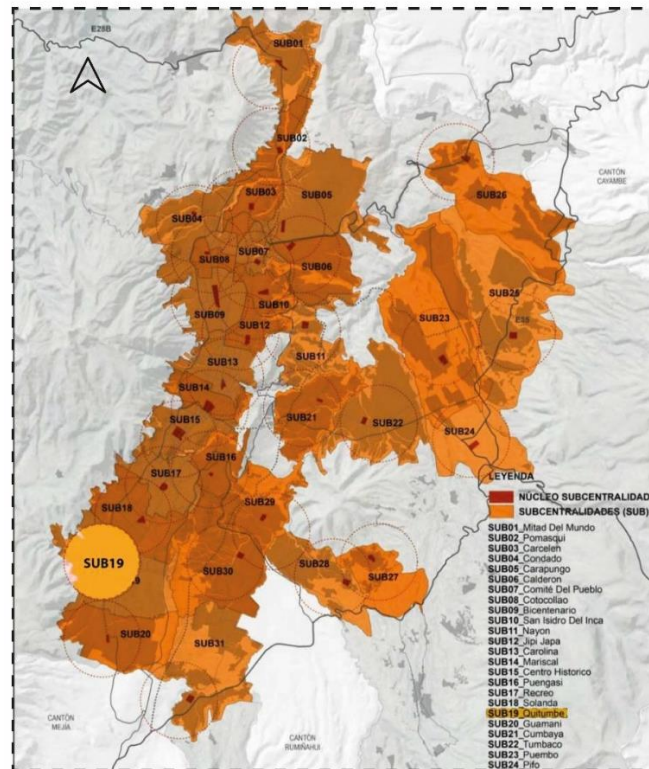 E28B
SUB01
SUB02
SUB03
SUB05
SUB04
SUB26
CANTÓN
CAYAMBE
SUB07
SUB08
SUB06
SUB25
SUB10
SUB09
SUB23
E35
SUB12
SUB11
SUB13
SUB14
SUB21
SUB22
SUB15
SUB24
SUB16
SUB17
LEYENDA
NÚCLEO SUBCENTRALIDAD
SUBCENTRALIDADES (SUB)
SUB18
SUB29
SUB19
SUB30
SUB28
SUB27
SUB20
SUB31
CANTÓN
MEJÍA
CANTÓN
RUMIÑAHUI
SUB01_Mitad Del Mundo
SUB02_Pomasqui
SUB03_Carcelen
SUB04_Condado
SUB05_Carapungo
SUB06_Calderon
SUB07_Comité Del Pueblo
SUB08_Cotocollao
SUB09_Bicentenario
SUB10_San Isidro Del Inca
SUB11_Nayon
SUB12_Jipi Japa
SUB13_Carolina
SUB14_Mariscal
SUB15_Centro Historico
SUB16_Puengasi
SUB17_Recreo
SUB18_Solanda
SUB19_Quitumbe
SUB20_Guamani
SUB21_Cumbaya
SUB22_Tumbaco
SUB23_Puembo
SUB24_Pifo